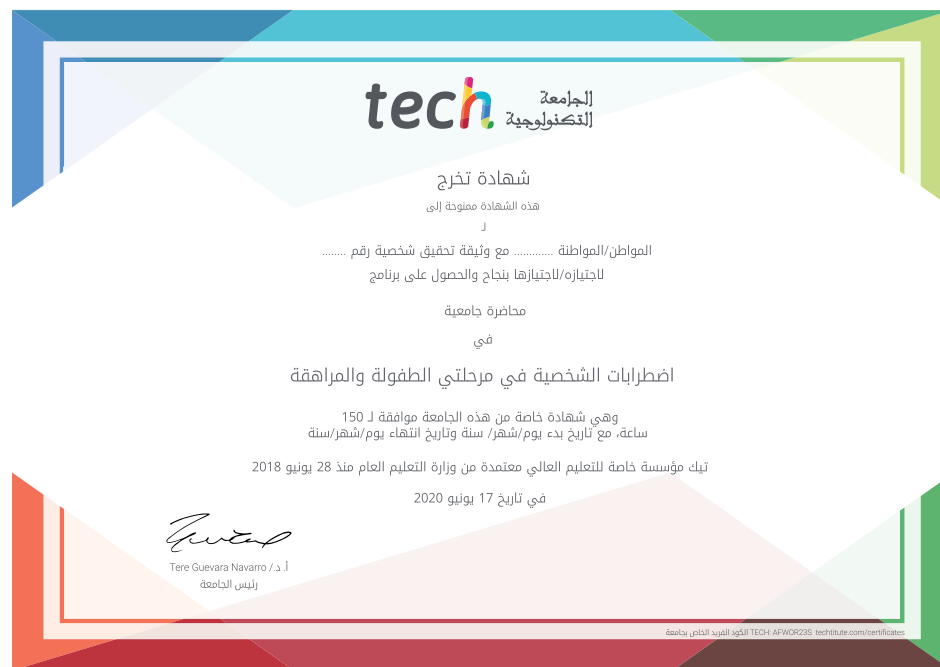 tech الجامعة
التكنولوجية
شهادة تخرج
هذه الشهادة ممنوحة إلى
لـ
المواطن/المواطنة ............. مع وثيقة تحقيق شخصية رقم ........
لاجتيازه/لاجتيازها بنجاح والحصول على برنامج
محاضرة جامعية
في
اضطرابات الشخصية في مرحلتي الطفولة والمراهقة
وهي شهادة خاصة من هذه الجامعة موافقة لـ 150
ساعة، مع تاريخ بدء يوم/شهر/ سنة وتاريخ انتهاء يوم/شهر/سنة
تيك مؤسسة خاصة للتعليم العالي معتمدة من وزارة التعليم العام منذ 28 يونيو 2018
في تاريخ 17 يونيو 2020
أ. د./ Tere Guevara Navarro
رئيس الجامعة
الكود الفريد الخاص بجامعة TECH: AFWOR23S techtitute.com/certificates